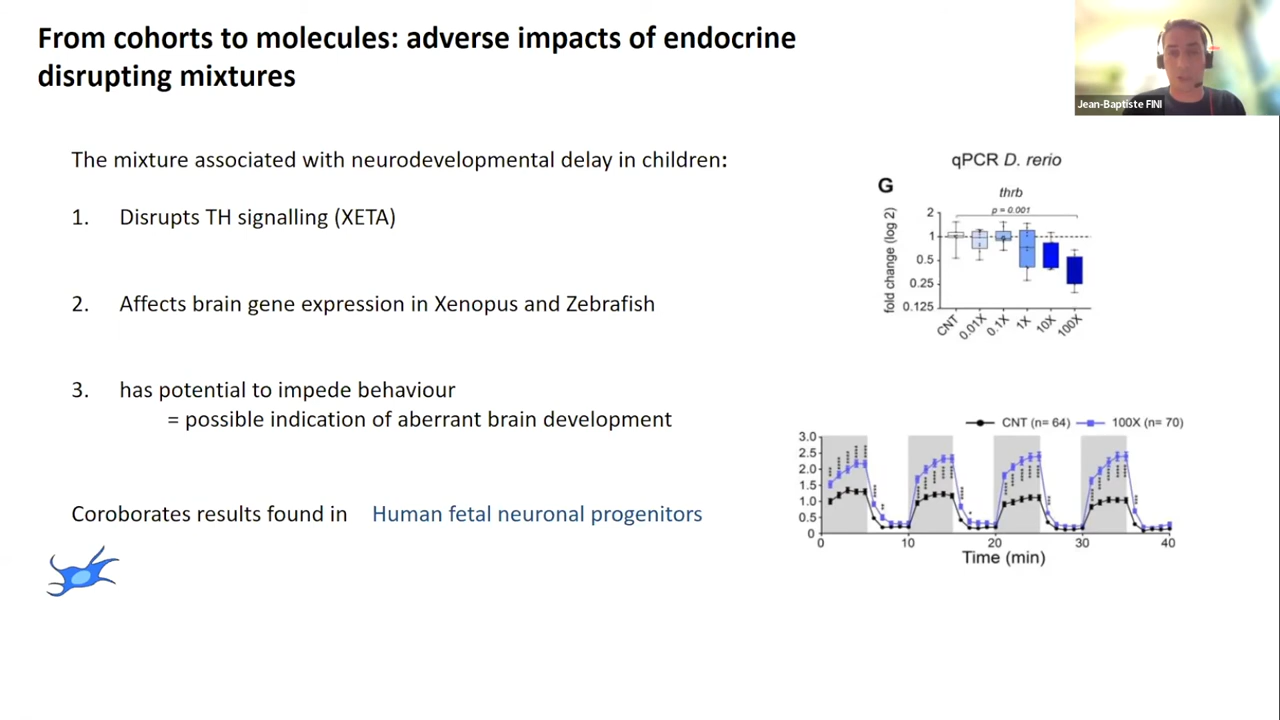 From cohorts to molecules: adverse impacts of endocrine
disrupting mixtures
Jean-Baptiste FINI
The mixture associated with neurodevelopmental delay in children:
1. Disrupts TH signalling (XETA)
2. Affects brain gene expression in Xenopus and Zebrafish
3. has potential to impede behaviour
= possible indication of aberrant brain development
Coroborates results found in Human fetal neuronal progenitors
qPCR D. rerio
G
thrb
p = 0.001
fold change (log 2)
2
1
0.5
0.25
0.125
CNT 0.01X 0.1X 1X 10X 100X
CNT (n= 64) 100X (n= 70)
3.0
2.5
2.0
1.5
1.0
0.5
0
0 10 20 30 40
Time (min)